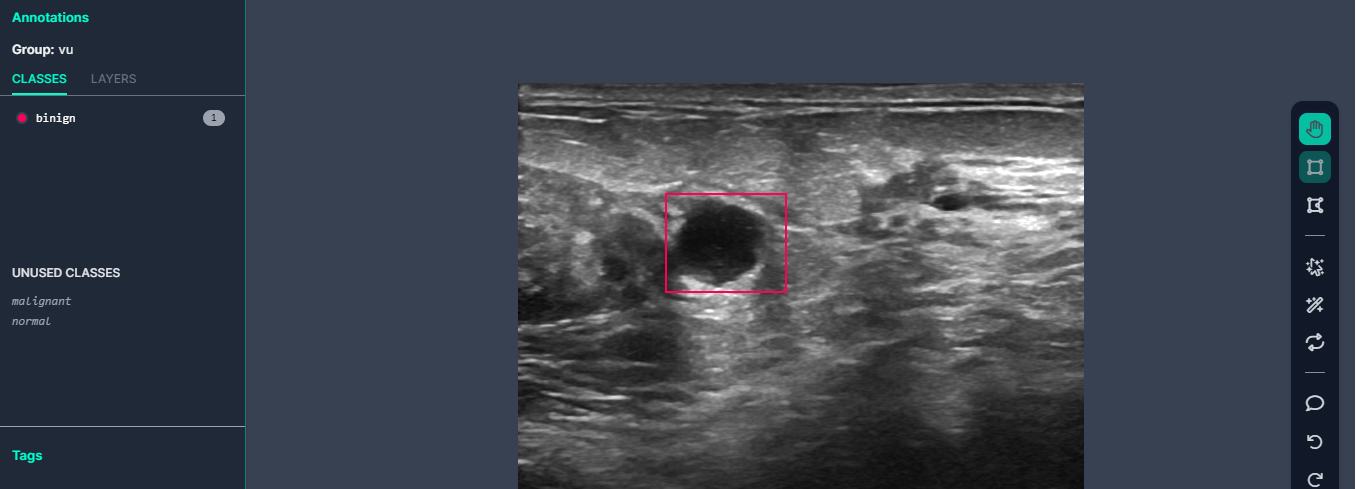 Annotations
Group: vu
CLASSES LAYERS
binign 1
UNUSED CLASSES
malignant
normal
Tags